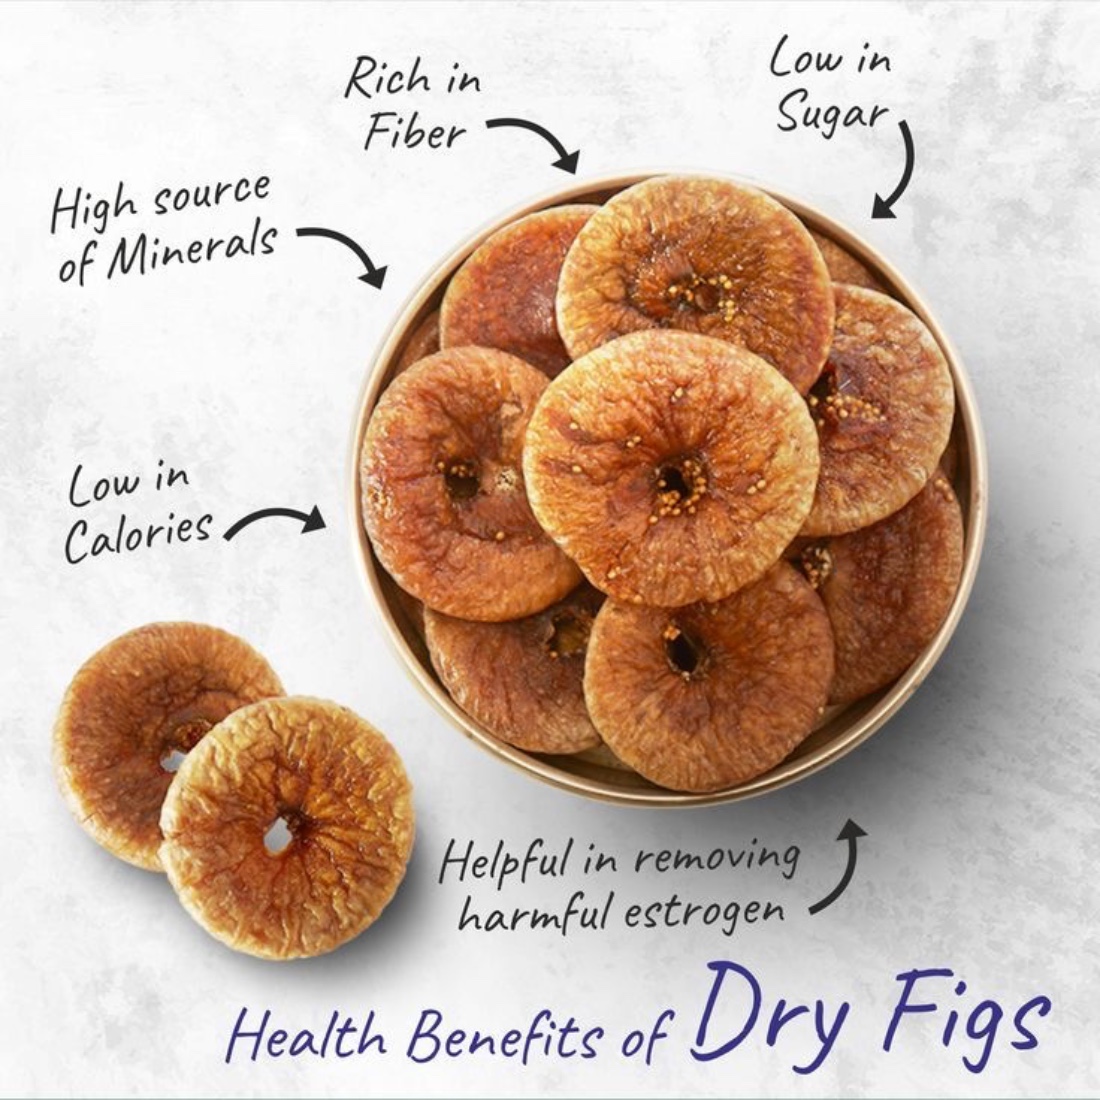 Rich in
Fiber
Low in
Sugar
High source
of Minerals
Low in
Calories
Helpful in removing
harmful estrogen
Health Benefits of Dry Figs